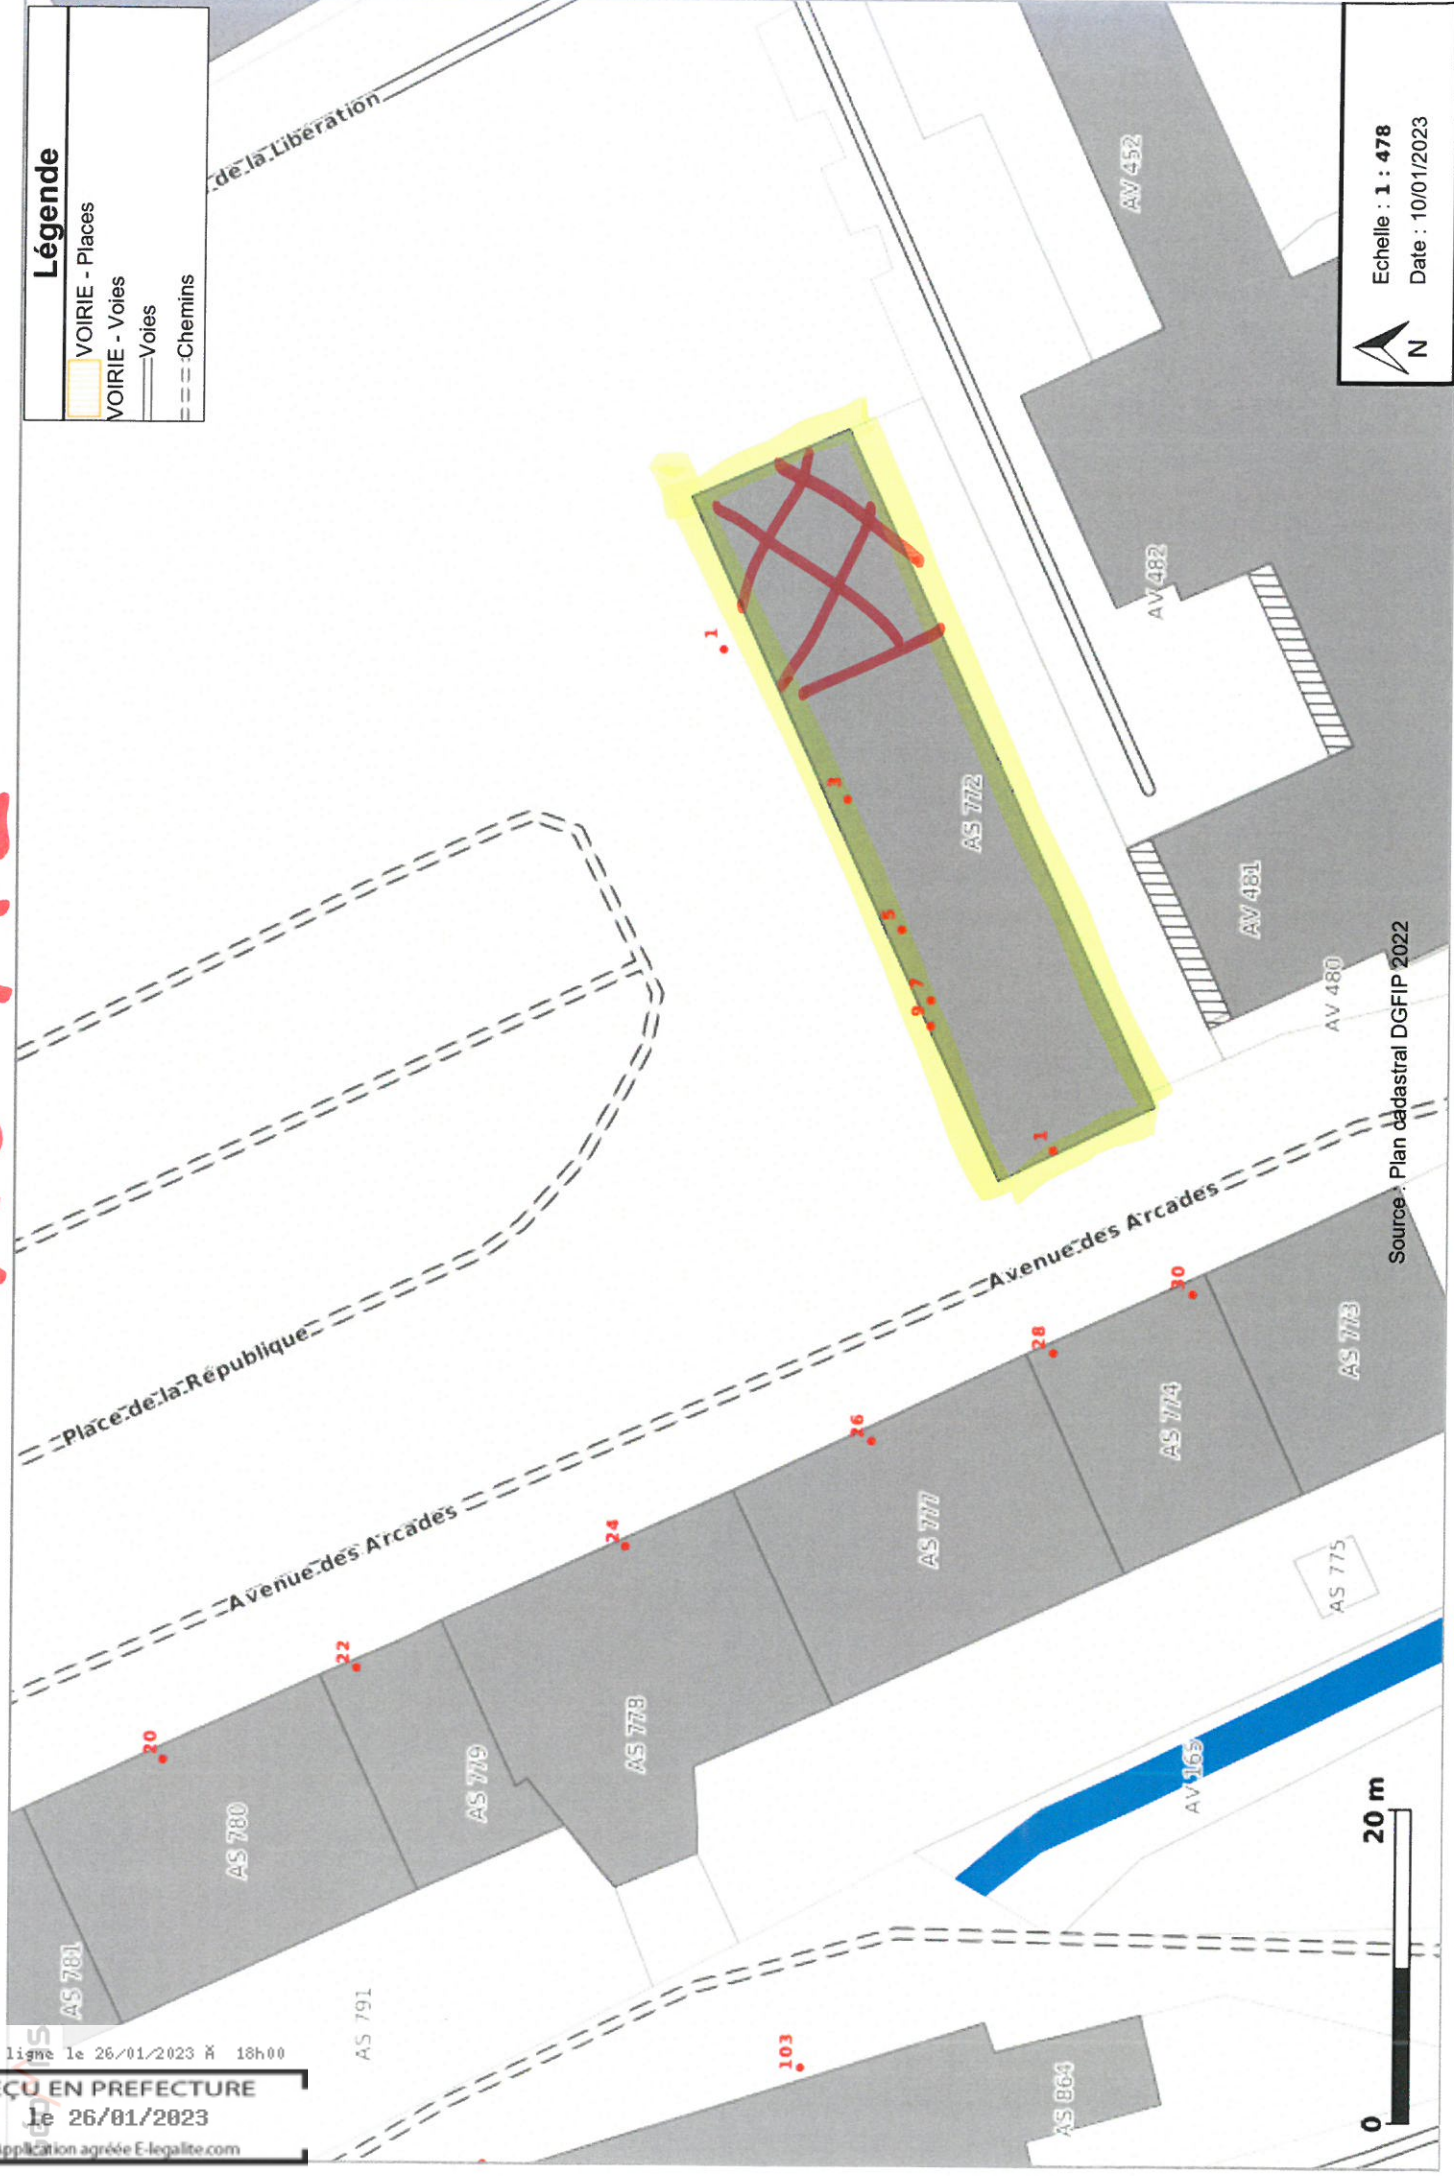 Légende
VOIRIE - Places
VOIRIE - Voies
Voies
Chemins
de la Libération
Place de la République
Avenue des Arcades
Avenue des Arcades
1
3
5
7
9
1
AS 772
AV 452
AV 482
AV 481
AV 480
20
22
24
26
28
30
AS 781
AS 780
AS 779
AS 778
AS 777
AS 774
AS 773
AS 775
AS 791
AV 165
103
AS 864
Echelle : 1 : 478
Date : 10/01/2023
N
Source : Plan cadastral DGFIP 2022
0
20 m
ligne le 26/01/2023 à 18h00
ÇU EN PREFECTURE
le 26/01/2023
pplication agréée E-legalite.com